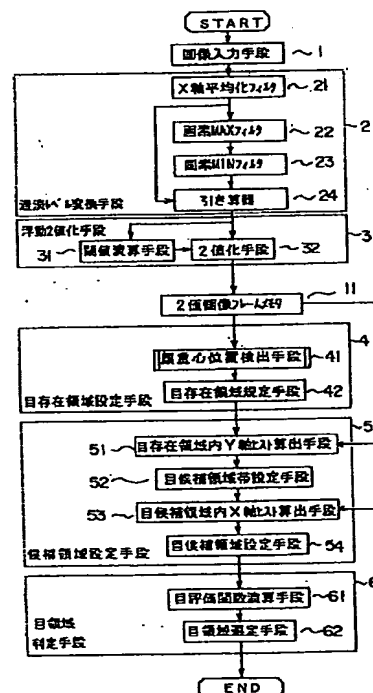 START
画像入力手段
1
X軸平均化フィルタ
21
2
画素MAXフィルタ
22
画素MINフィルタ
23
引き算器
24
濃淡レベル変換手段
浮動2値化手段
3
31
閾値演算手段
2値化手段
32
11
2値画像フレームメモリ
4
顔重心位置検出手段
41
目存在領域規定手段
42
目存在領域設定手段
5
51
目存在領域内Y軸ヒスト算出手段
52
目候補領域帯設定手段
53
目候補領域内X軸ヒスト算出手段
目候補領域設定手段
54
候補領域設定手段
6
目評価関数演算手段
61
目領域選定手段
62
目領域
判定手段
END